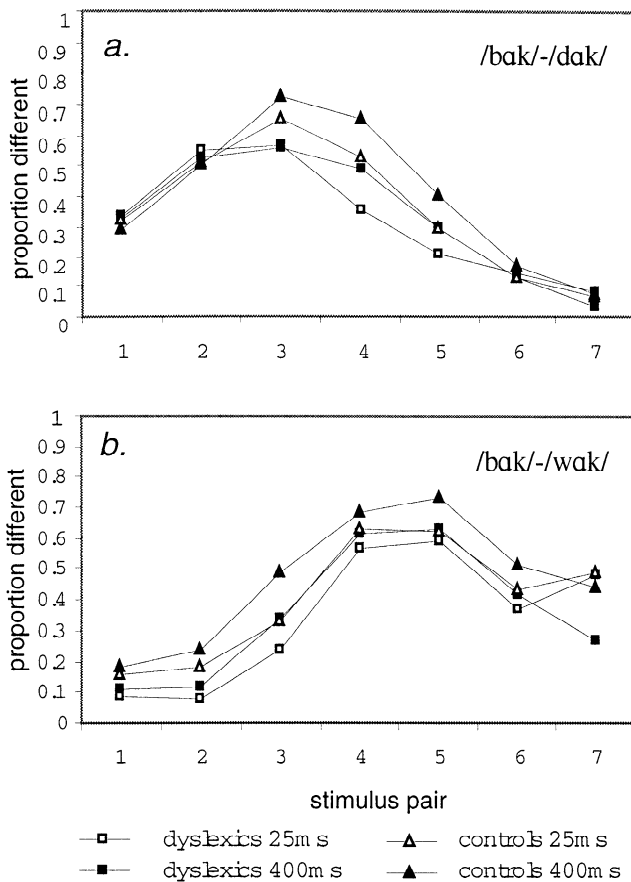 1
a.
/bak/-/dak/
0.9
0.8
0.7
0.6
0.5
0.4
0.3
0.2
0.1
0
proportion different
1 2 3 4 5 6 7
1
b.
/bak/-/wak/
0.9
0.8
0.7
0.6
0.5
0.4
0.3
0.2
0.1
0
proportion different
1 2 3 4 5 6 7
stimulus pair
dyslexics 25ms controls 25ms
dyslexics 400ms controls 400ms